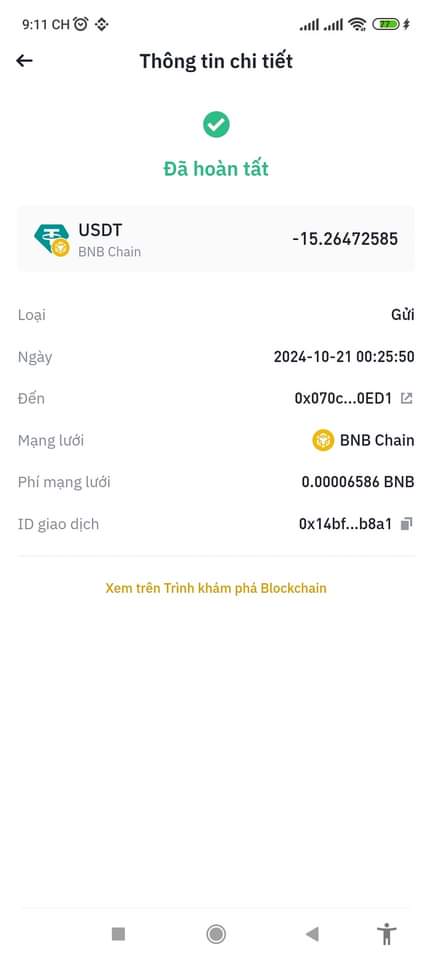 9:11 CH
77
Thông tin chi tiết
Đã hoàn tất
USDT
-15.26472585
BNB Chain
Loại
Gửi
Ngày
2024-10-21 00:25:50
Đến
0x070c...0ED1
Mạng lưới
BNB Chain
Phí mạng lưới
0.00006586 BNB
ID giao dịch
0x14bf...b8a1
Xem trên Trình khám phá Blockchain